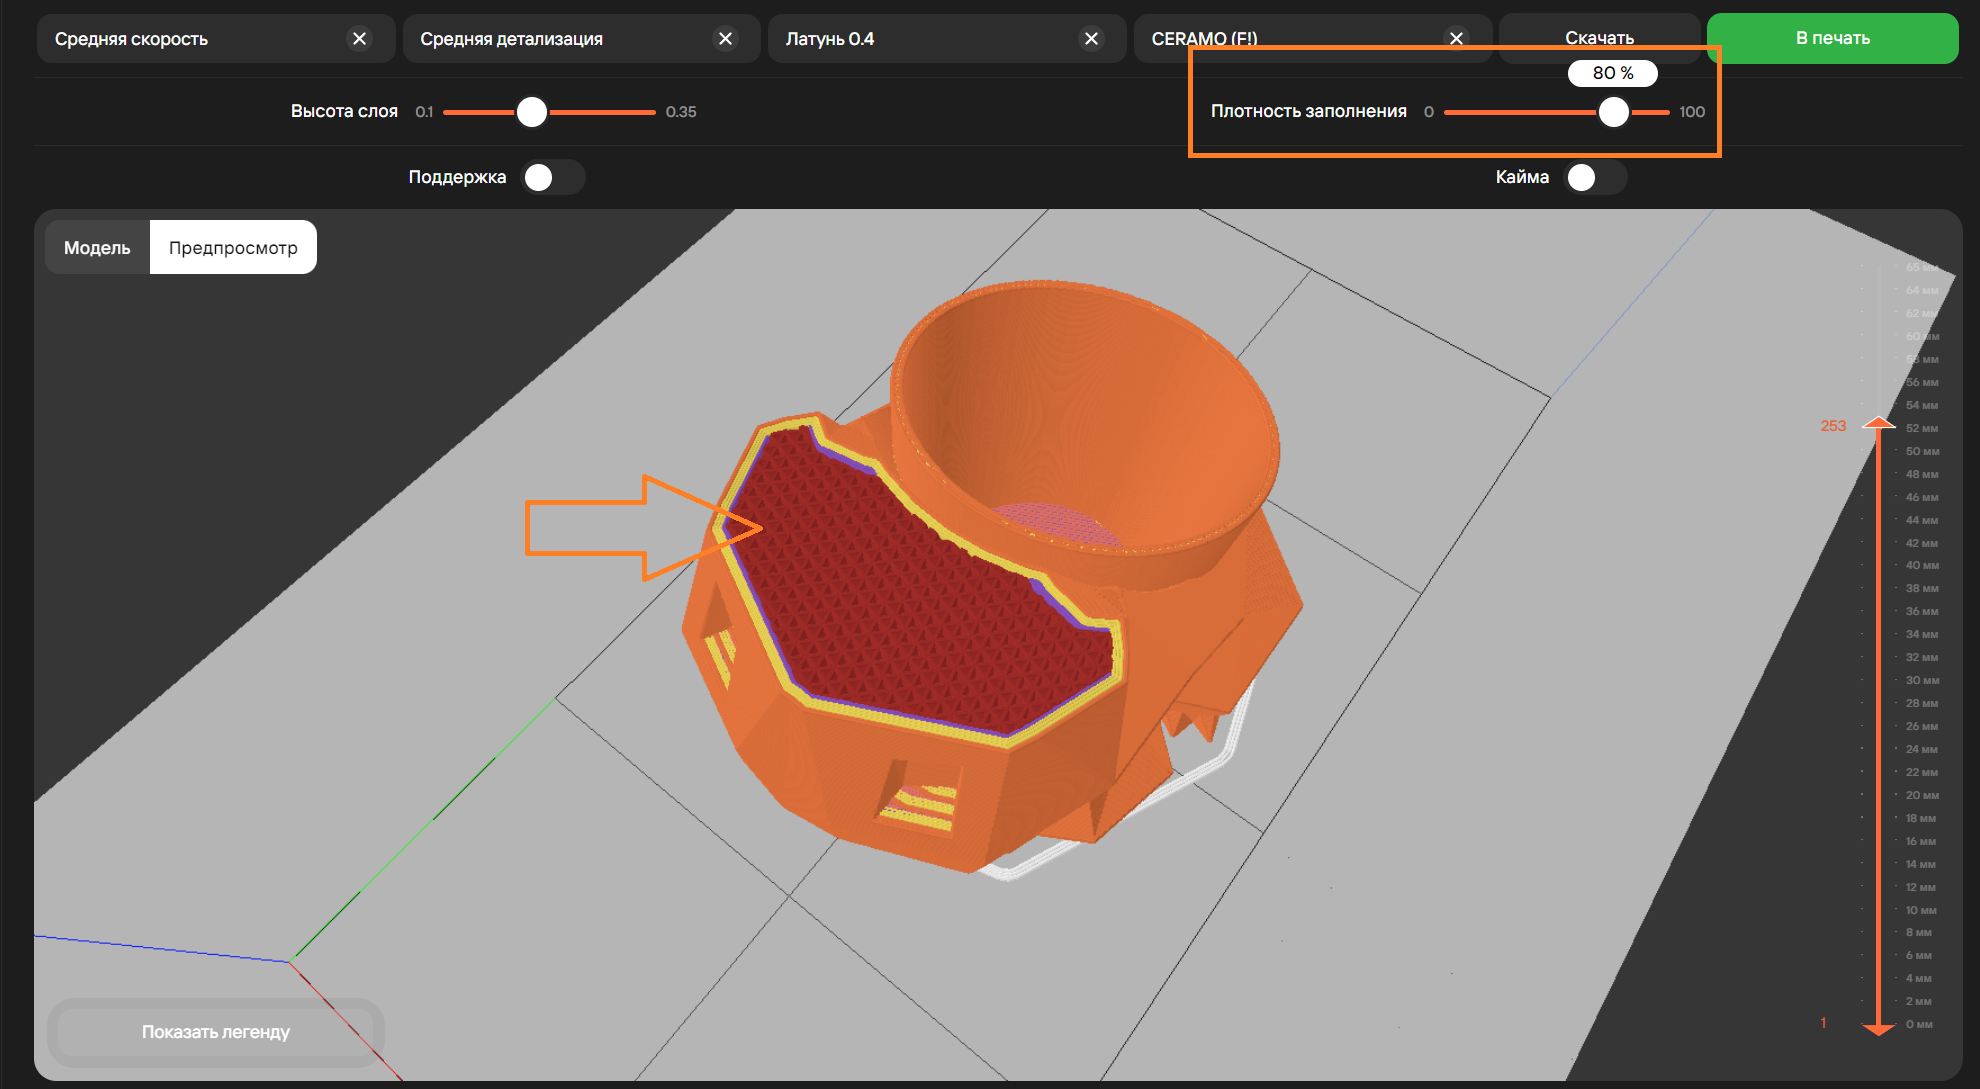 Средняя скорость
Средняя детализация
Латунь 0.4
CERAMO (F!)
Скачать
В печать
80 %
Высота слоя 0.1 0.35
Плотность заполнения 0 100
Поддержка
Кайма
Модель
Предпросмотр
65 мм
64 мм
62 мм
60 мм
58 мм
56 мм
54 мм
253
52 мм
50 мм
48 мм
46 мм
44 мм
42 мм
40 мм
38 мм
36 мм
34 мм
32 мм
30 мм
28 мм
26 мм
24 мм
22 мм
20 мм
18 мм
16 мм
14 мм
12 мм
10 мм
8 мм
6 мм
4 мм
2 мм
1
0 мм
Показать легенду